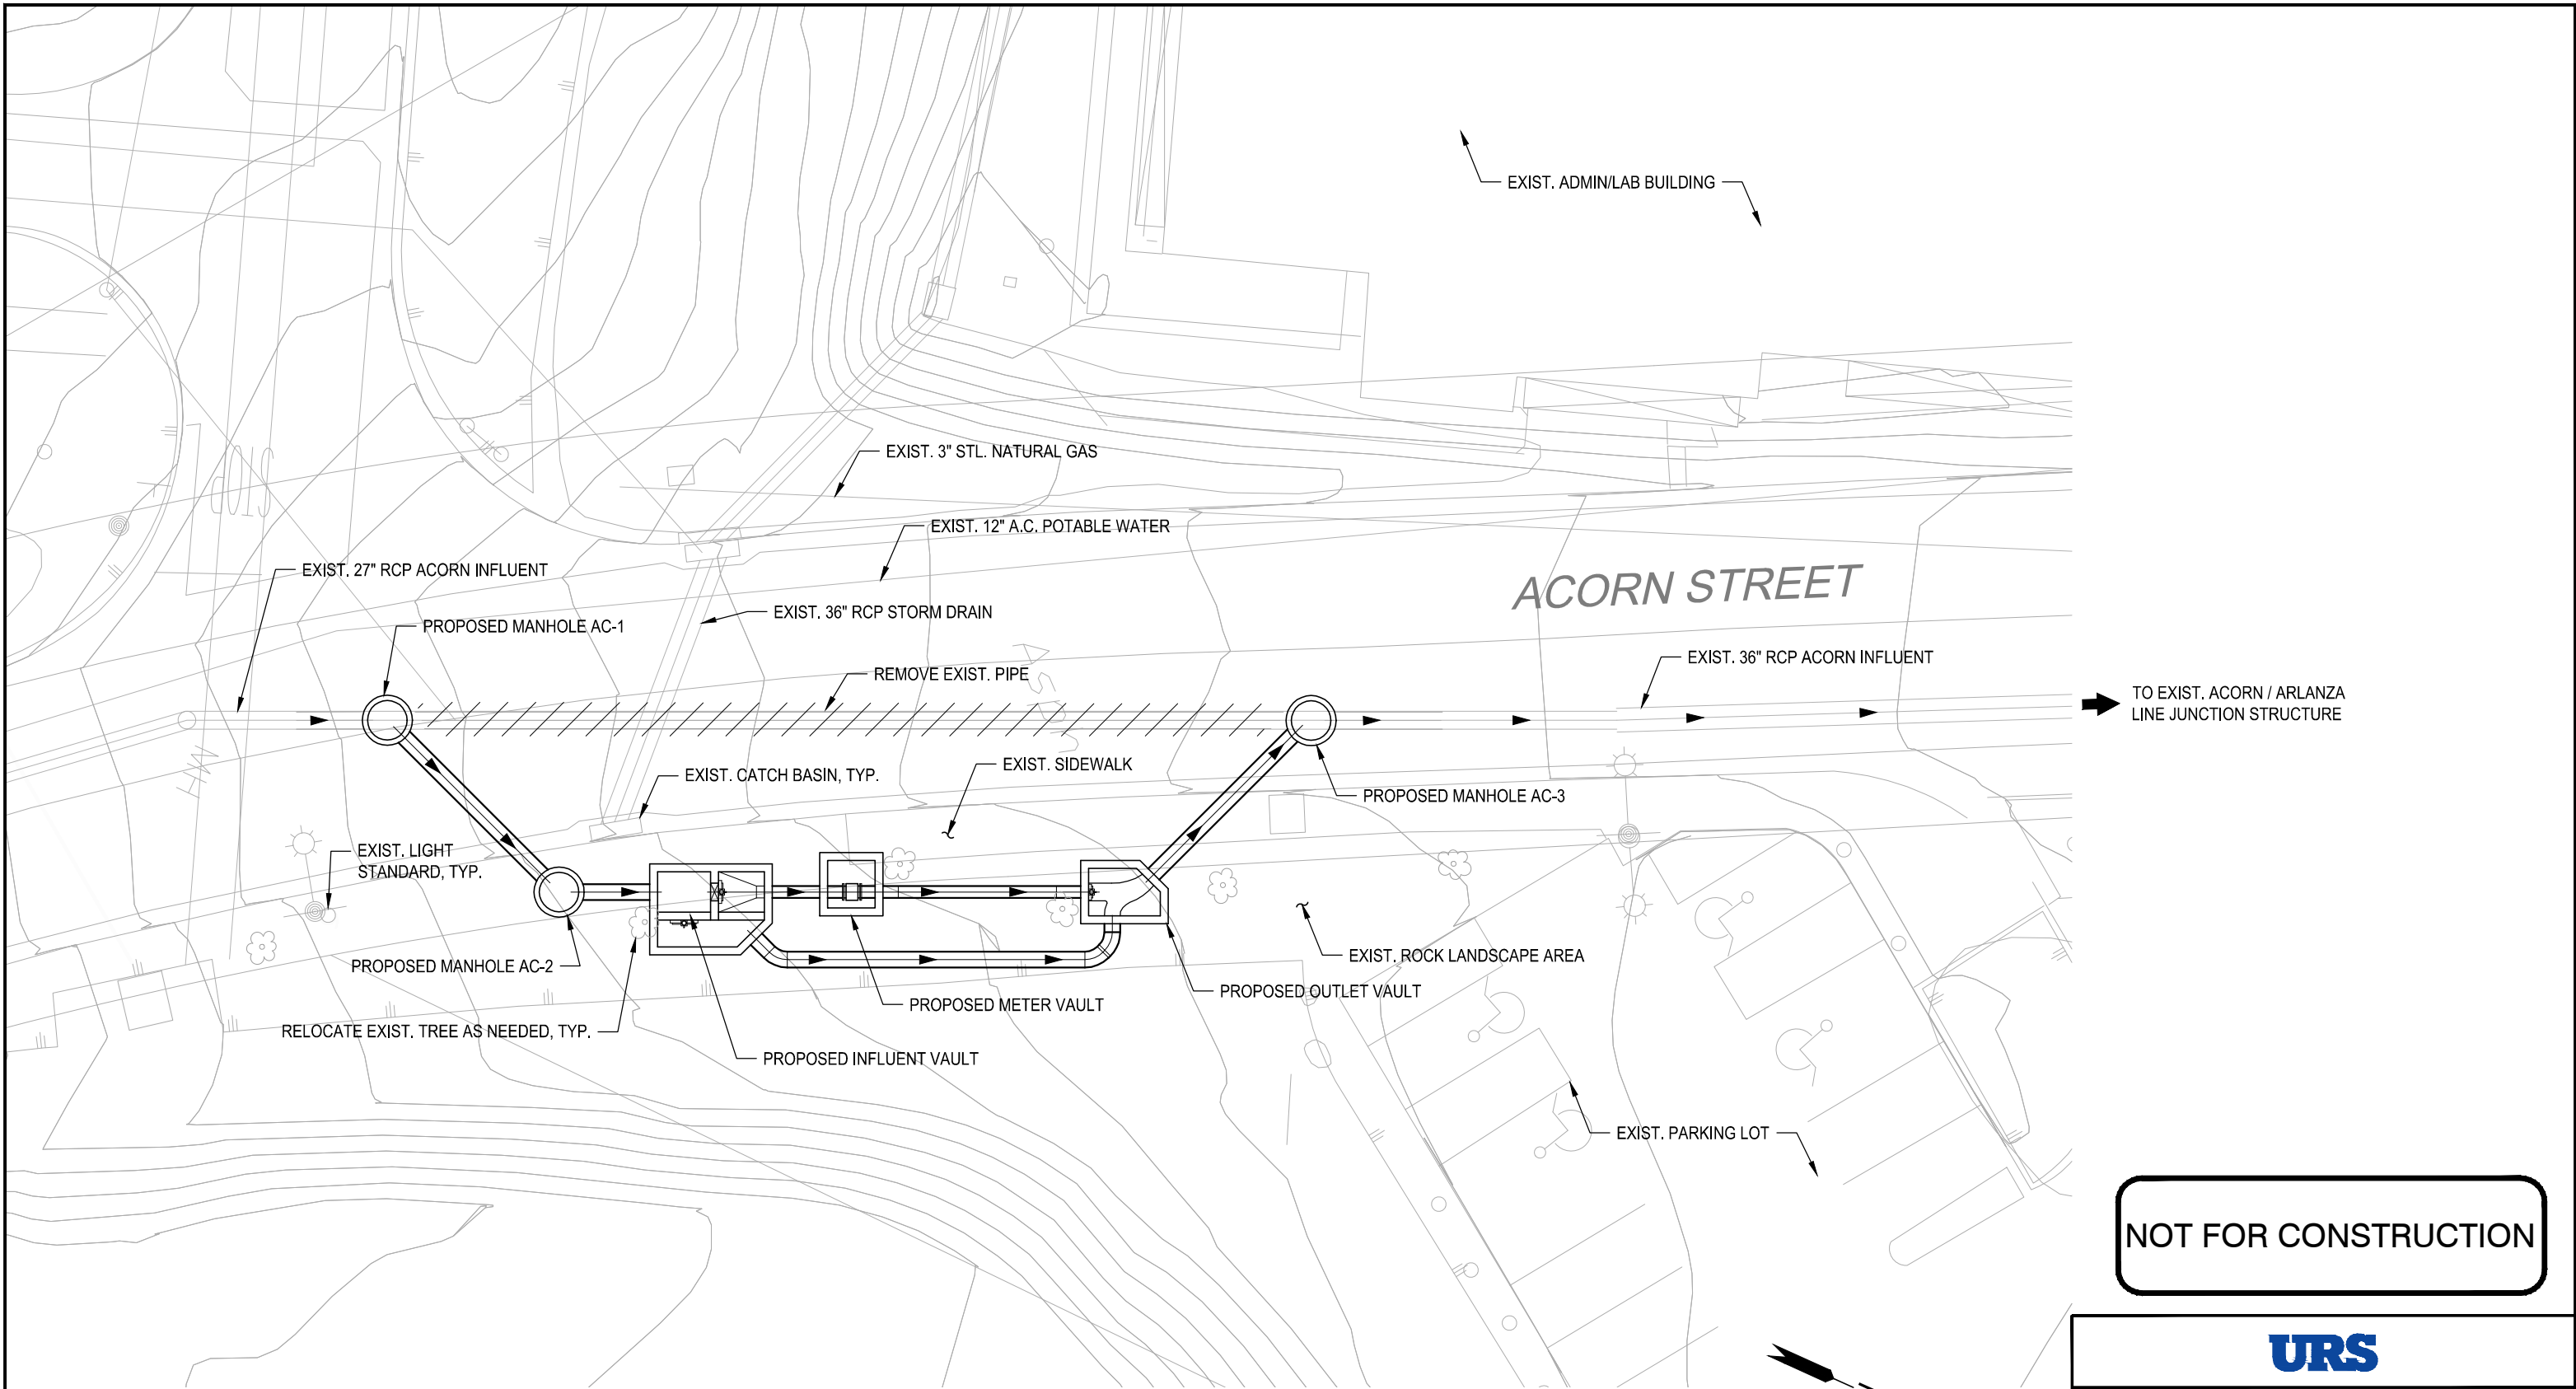 EXIST. ADMIN/LAB BUILDING
EXIST. 3" STL. NATURAL GAS
EXIST. 12" A.C. POTABLE WATER
EXIST. 27" RCP ACORN INFLUENT
ACORN STREET
EXIST. 36" RCP STORM DRAIN
PROPOSED MANHOLE AC-1
EXIST. 36" RCP ACORN INFLUENT
REMOVE EXIST. PIPE
TO EXIST. ACORN / ARLANZA
LINE JUNCTION STRUCTURE
EXIST. SIDEWALK
EXIST. CATCH BASIN, TYP.
PROPOSED MANHOLE AC-3
EXIST. LIGHT
STANDARD, TYP.
EXIST. ROCK LANDSCAPE AREA
PROPOSED MANHOLE AC-2
PROPOSED OUTLET VAULT
PROPOSED METER VAULT
RELOCATE EXIST. TREE AS NEEDED, TYP.
PROPOSED INFLUENT VAULT
EXIST. PARKING LOT
NOT FOR CONSTRUCTION
URS